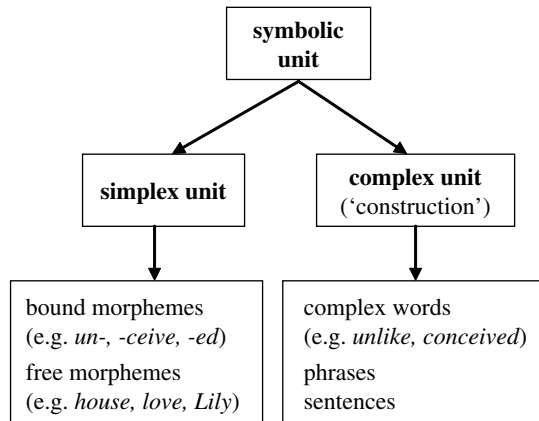 symbolic
unit
simplex unit
complex unit
(‘construction’)
bound morphemes
(e.g. un-, -ceive, -ed)
free morphemes
(e.g. house, love, Lily)
complex words
(e.g. unlike, conceived)
phrases
sentences